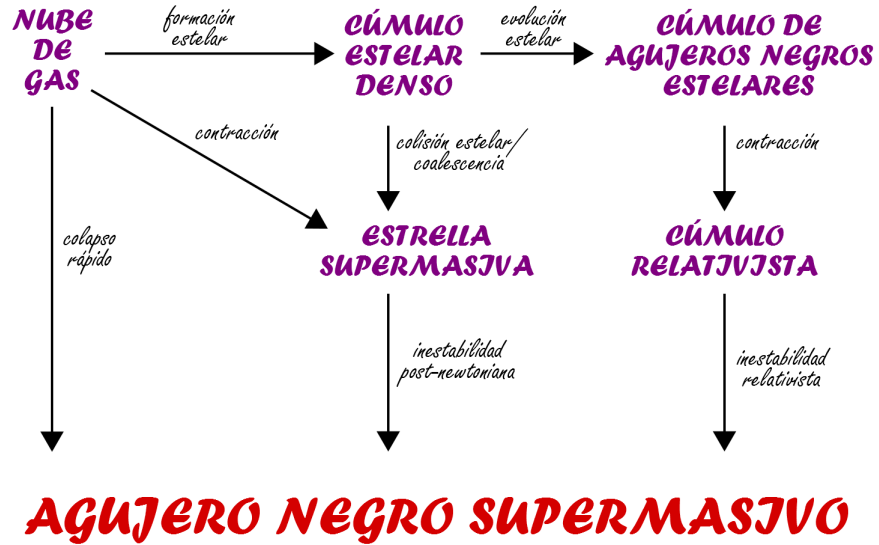 NUBE
DE
GAS
formación
estelar
CÚMULO
ESTELAR
DENSO
evolución
estelar
CÚMULO DE
AGUJEROS NEGROS
ESTELARES
contracción
colisión estelar/
coalescencia
contracción
colapso
rápido
ESTRELLA
SUPERMASIVA
CÚMULO
RELATIVISTA
inestabilidad
post-newtoniana
inestabilidad
relativista
AGUJERO NEGRO SUPERMASIVO